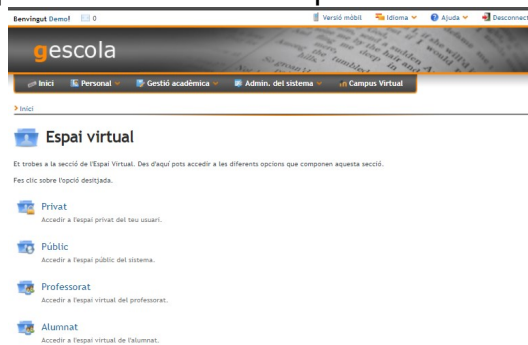 Benvingut Demo! 0 Versió mòbil Idioma Ajuda Desconnect
gescola
Inici Personal Gestió acadèmica Admin. del sistema Campus Virtual
Inici
Espai virtual
Et trobes a la secció de l'Espai Virtual. Des d'aquí pots accedir a les diferents opcions que componen aquesta secció.
Fes clic sobre l'opció desitjada.
Privat
Accedir a l'espai privat del teu usuari.
Públic
Accedir a l'espai públic del sistema.
Professorat
Accedir a l'espai virtual del professorat.
Alumnat
Accedir a l'espai virtual de l'alumnat.